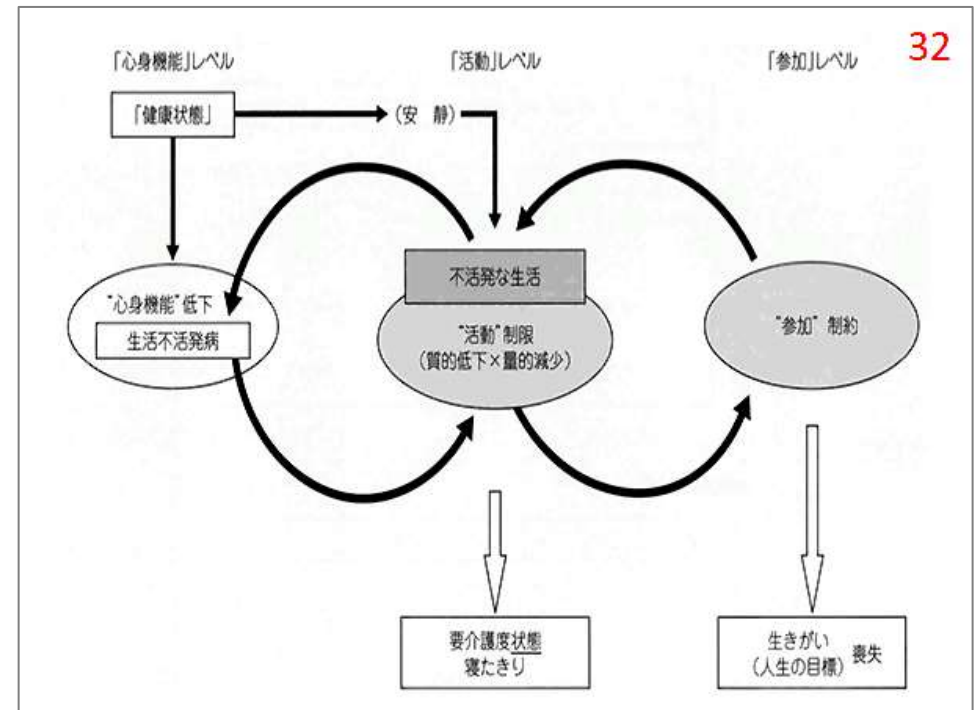 32
「心身機能」レベル
「活動」レベル
「参加」レベル
「健康状態」
(安　静)
不活発な生活
"心身機能"低下
生活不活発病
"活動"制限
(質的低下×量的減少)
"参加"制約
要介護度状態
寝たきり
生きがい
(人生の目標)
喪失